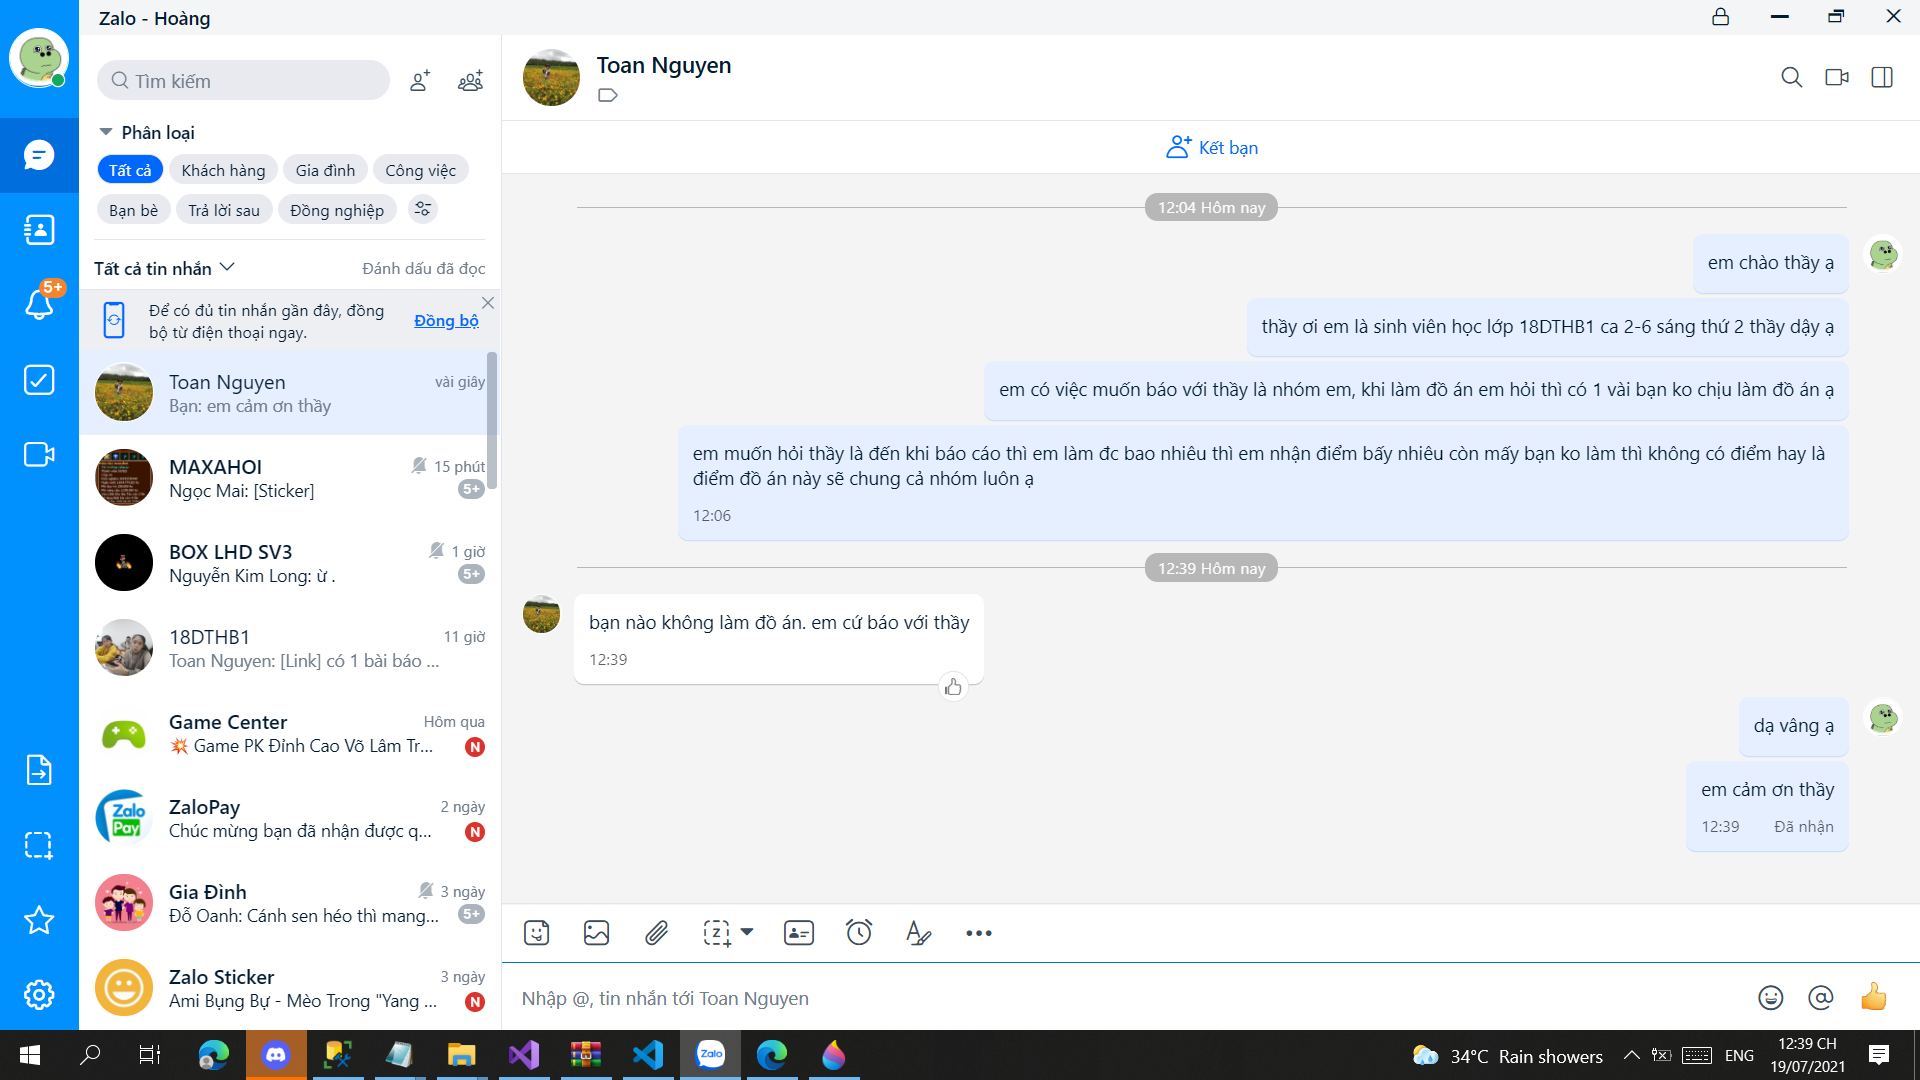 Zalo - Hoàng
Tìm kiếm
Phân loại
Tất cả
Khách hàng
Gia đình
Công việc
Bạn bè
Trả lời sau
Đồng nghiệp
Tất cả tin nhắn
Đánh dấu đã đọc
5+
Để có đủ tin nhắn gần đây, đồng
bộ từ điện thoại ngay.
Đồng bộ
Toan Nguyen
vài giây
Bạn: em cảm ơn thầy
MAXAHOI
15 phút
Ngọc Mai: [Sticker]
5+
BOX LHD SV3
1 giờ
Nguyễn Kim Long: ừ .
5+
18DTHB1
11 giờ
Toan Nguyen: [Link] có 1 bài báo ...
Game Center
Hôm qua
💥 Game PK Đỉnh Cao Võ Lâm Tr...
N
Zalo
Pay
ZaloPay
2 ngày
Chúc mừng bạn đã nhận được q...
N
Gia Đình
3 ngày
Đỗ Oanh: Cánh sen héo thì mang...
5+
Zalo Sticker
3 ngày
Ami Bụng Bự - Mèo Trong "Yang ...
N
Toan Nguyen
Kết bạn
12:04 Hôm nay
em chào thầy ạ
thầy ơi em là sinh viên học lớp 18DTHB1 ca 2-6 sáng thứ 2 thầy dậy ạ
em có việc muốn báo với thầy là nhóm em, khi làm đồ án em hỏi thì có 1 vài bạn ko chịu làm đồ án ạ
em muốn hỏi thầy là đến khi báo cáo thì em làm đc bao nhiêu thì em nhận điểm bấy nhiêu còn mấy bạn ko làm thì không có điểm hay là
điểm đồ án này sẽ chung cả nhóm luôn ạ
12:06
12:39 Hôm nay
bạn nào không làm đồ án. em cứ báo với thầy
12:39
dạ vâng ạ
em cảm ơn thầy
12:39
Đã nhận
Nhập @, tin nhắn tới Toan Nguyen
Zalo
34°C Rain showers
ENG
12:39 CH
19/07/2021